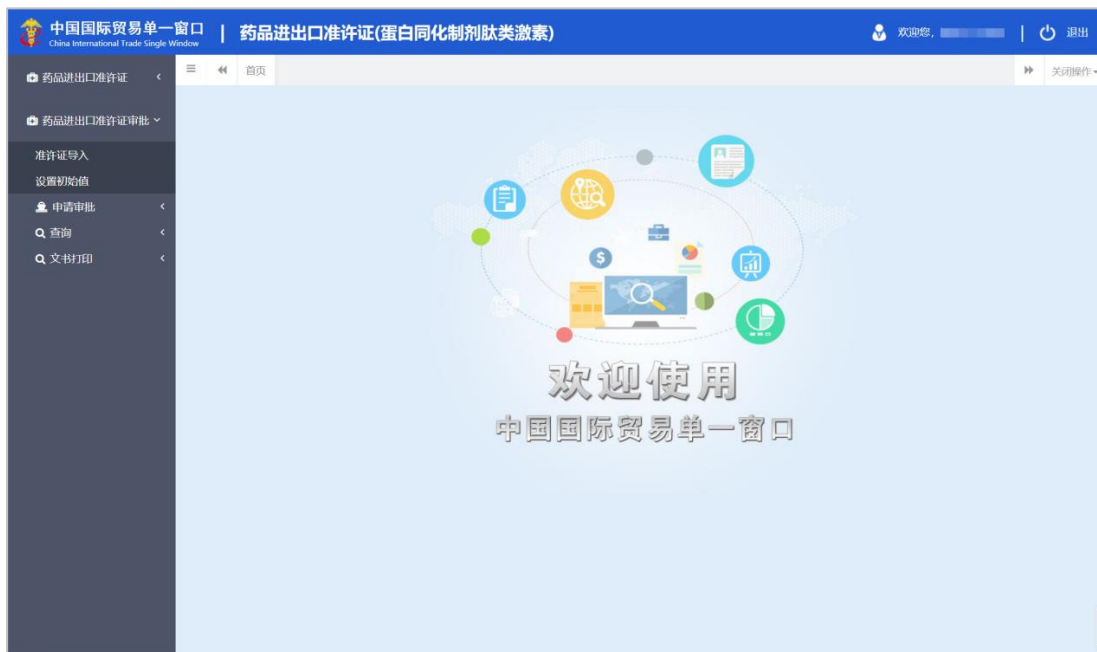 中国国际贸易单一窗口 | 药品进出口准许证(蛋白同化制剂肽类激素)
China International Trade Single Window
欢迎您,
退出
药品进出口准许证
首页
关闭操作
药品进出口准许证审批
准许证导入
设置初始值
申请审批
查询
文书打印
欢迎使用
中国国际贸易单一窗口